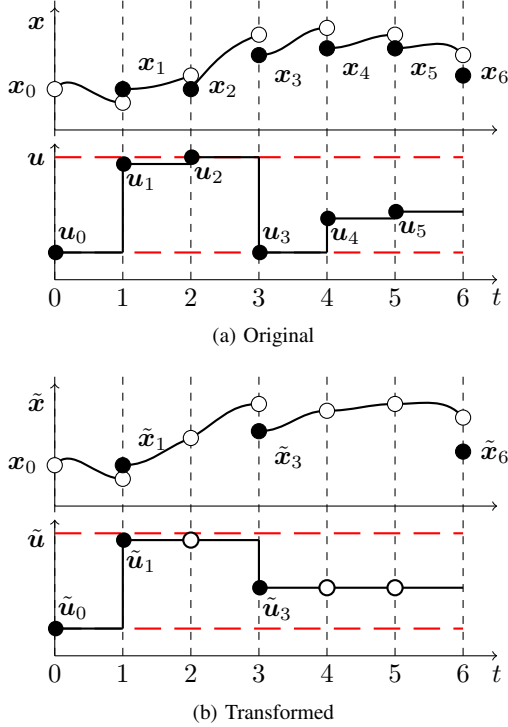 x
x₀ x₁ x₂ x₃ x₄ x₅ x₆
u
u₀ u₁ u₂ u₃ u₄ u₅
0 1 2 3 4 5 6 t
(a) Original
x̃
x₀ x̃₁ x̃₃ x̃₆
ũ
ũ₀ ũ₁ ũ₃
0 1 2 3 4 5 6 t
(b) Transformed